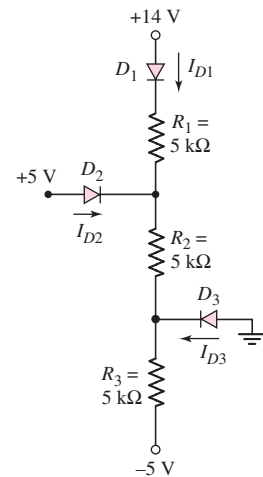 +14 V
D1
ID1
R1 =
5 kΩ
+5 V
D2
ID2
R2 =
5 kΩ
D3
ID3
R3 =
5 kΩ
−5 V